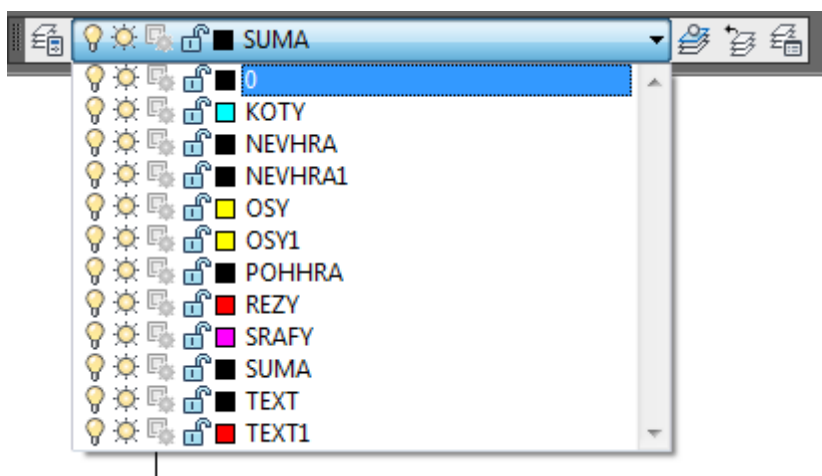 SUMA
0
KOTY
NEVHRA
NEVHRA1
OSY
OSY1
POHHRA
REZY
SRAFY
SUMA
TEXT
TEXT1